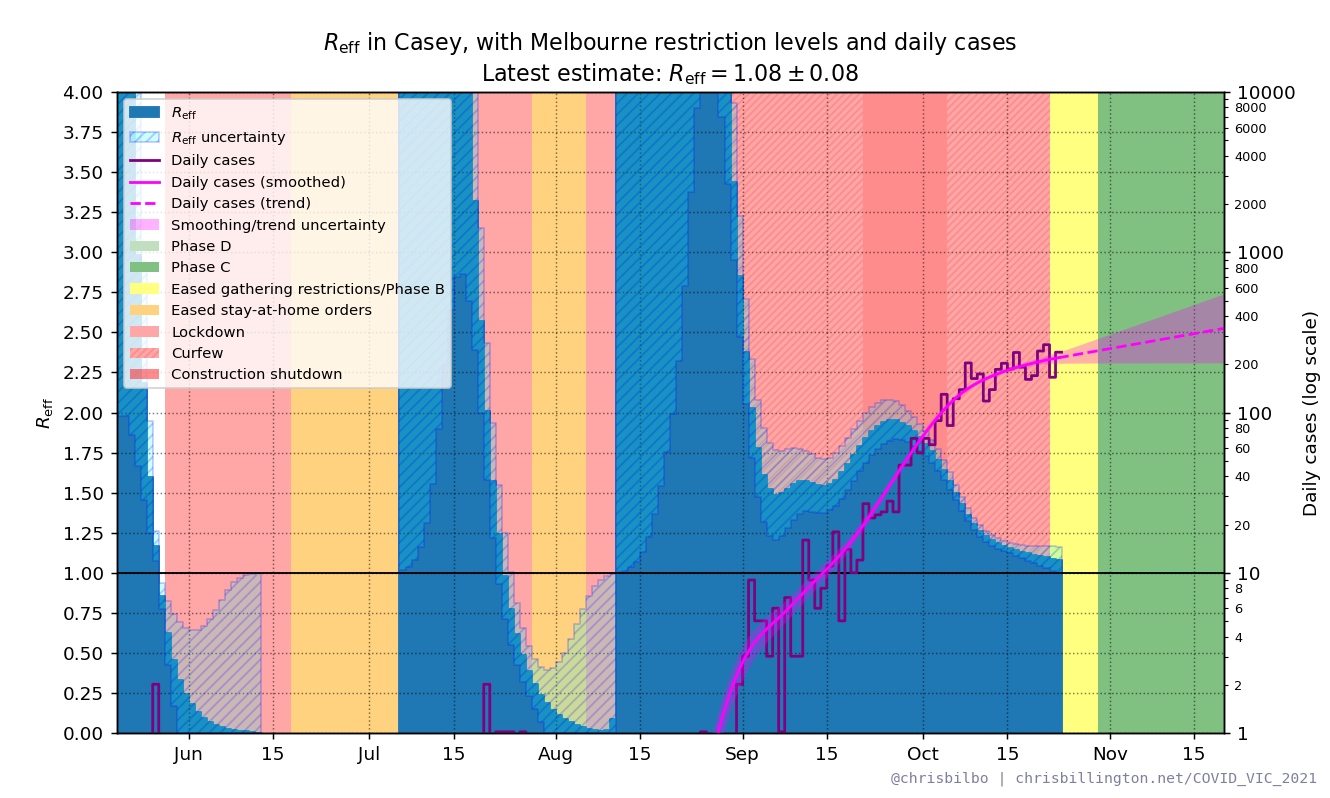 Reff in Casey, with Melbourne restriction levels and daily cases
Latest estimate: Reff = 1.08 ± 0.08
4.00
3.75
3.50
3.25
3.00
2.75
2.50
2.25
2.00
1.75
1.50
1.25
1.00
0.75
0.50
0.25
0.00
Reff
Reff
Reff uncertainty
Daily cases
Daily cases (smoothed)
Daily cases (trend)
Smoothing/trend uncertainty
Phase D
Phase C
Eased gathering restrictions/Phase B
Eased stay-at-home orders
Lockdown
Curfew
Construction shutdown
10000
8000
6000
4000
2000
1000
800
600
400
200
100
80
60
40
20
10
8
6
4
2
1
Daily cases (log scale)
Jun 15 Jul 15 Aug 15 Sep 15 Oct 15 Nov 15
@chrisbilbo | chrisbillington.net/COVID_VIC_2021